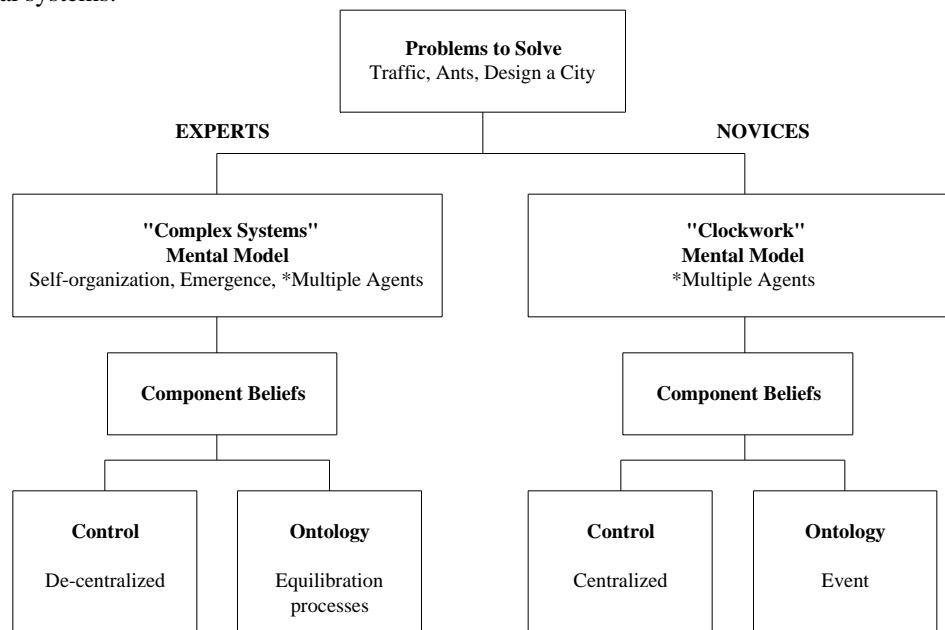 al systems.
Problems to Solve
Traffic, Ants, Design a City
EXPERTS
NOVICES
"Complex Systems"
Mental Model
Self-organization, Emergence, *Multiple Agents
"Clockwork"
Mental Model
*Multiple Agents
Component Beliefs
Component Beliefs
Control
De-centralized
Ontology
Equilibration
processes
Control
Centralized
Ontology
Event